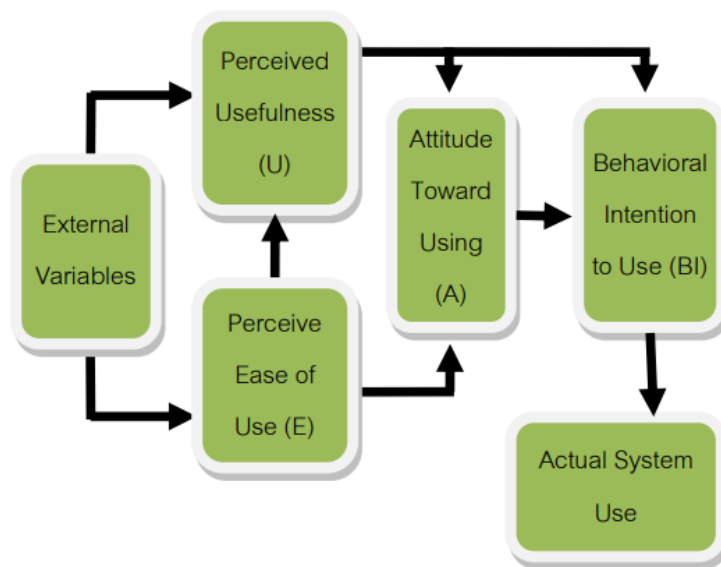 External
Variables
Perceived
Usefulness
(U)
Perceive
Ease of
Use (E)
Attitude
Toward
Using
(A)
Behavioral
Intention
to Use (BI)
Actual System
Use